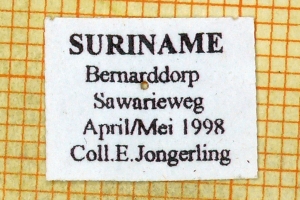 SURINAME
Bernarddorp
Sawarieweg
April/Mei 1998
Coll.E.Jongerling